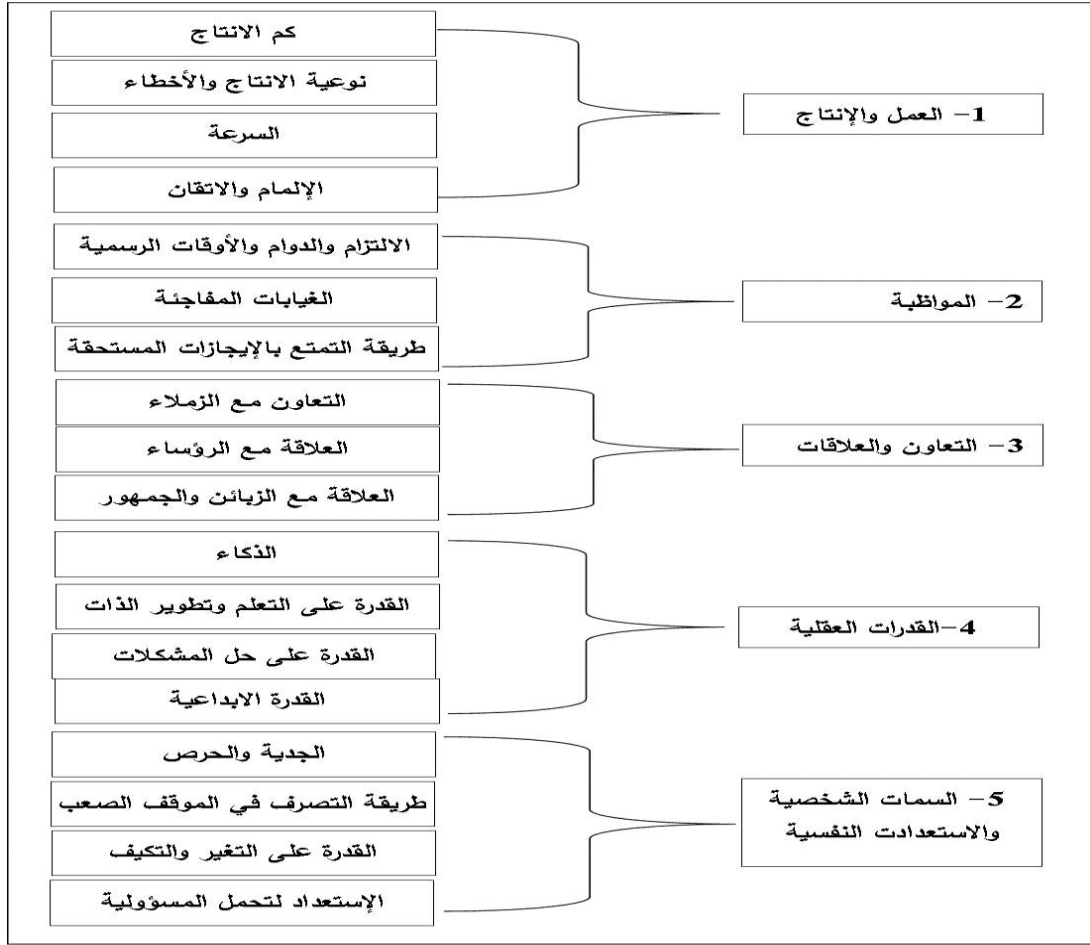 1- العمل والإنتاج
كم الانتاج
نوعية الانتاج والأخطاء
السرعة
الإلمام والاتقان
2- المواظبة
الالتزام والدوام والأوقات الرسمية
الغيابات المفاجئة
طريقة التمتع بالإيجازات المستحقة
3- التعاون والعلاقات
التعاون مع الزملاء
العلاقة مع الرؤساء
العلاقة مع الزبائن والجمهور
4-القدرات العقلية
الذكاء
القدرة على التعلم وتطوير الذات
القدرة على حل المشكلات
القدرة الابداعية
5- السمات الشخصية
والاستعدادت النفسية
الجدية والحرص
طريقة التصرف في الموقف الصعب
القدرة على التغير والتكيف
الإستعداد لتحمل المسؤولية